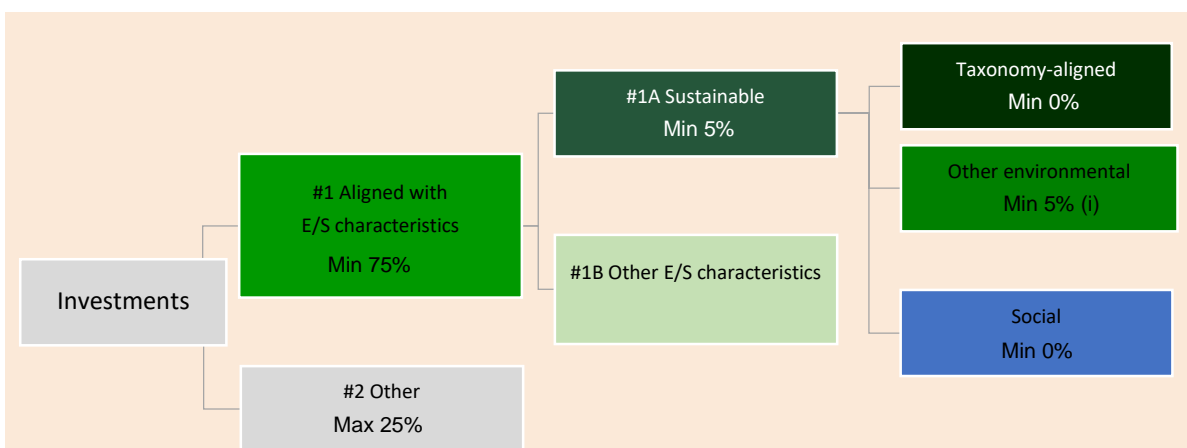 Investments
#1 Aligned with
E/S characteristics
Min 75%
#2 Other
Max 25%
#1A Sustainable
Min 5%
#1B Other E/S characteristics
Taxonomy-aligned
Min 0%
Other environmental
Min 5% (i)
Social
Min 0%